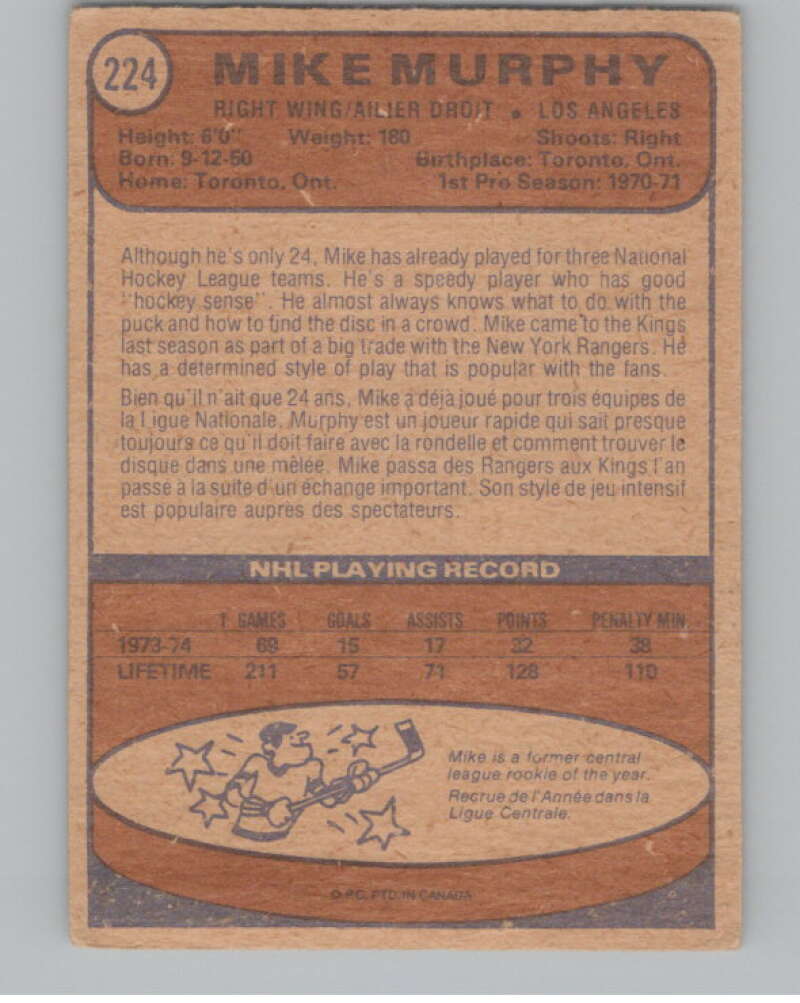 224
MIKE MURPHY
RIGHT WING/AILIER DROIT • LOS ANGELES
Height: 6'0" Weight: 180 Shoots: Right
Born: 9-12-50 Birthplace: Toronto, Ont.
Home: Toronto, Ont. 1st Pro Season: 1970-71
Although he's only 24, Mike has already played for three National
Hockey League teams. He's a speedy player who has good
"hockey sense". He almost always knows what to do with the
puck and how to find the disc in a crowd. Mike came to the Kings
last season as part of a big trade with the New York Rangers. He
has a determined style of play that is popular with the fans.
Bien qu'il n'ait que 24 ans, Mike a déjà joué pour trois équipes de
la Ligue Nationale. Murphy est un joueur rapide qui sait presque
toujours ce qu'il doit faire avec la rondelle et comment trouver le
disque dans une mêlée. Mike passa des Rangers aux Kings l'an
passé à la suite d'un échange important. Son style de jeu intensif
est populaire auprès des spectateurs.
NHL PLAYING RECORD
GAMES GOALS ASSISTS POINTS PENALTY MIN.
1973-74 69 15 17 32 38
LIFETIME 211 57 71 128 110
Mike is a former central
league rookie of the year.
Recrue de l'Année dans la
Ligue Centrale.
O.P.C. PTD. IN CANADA